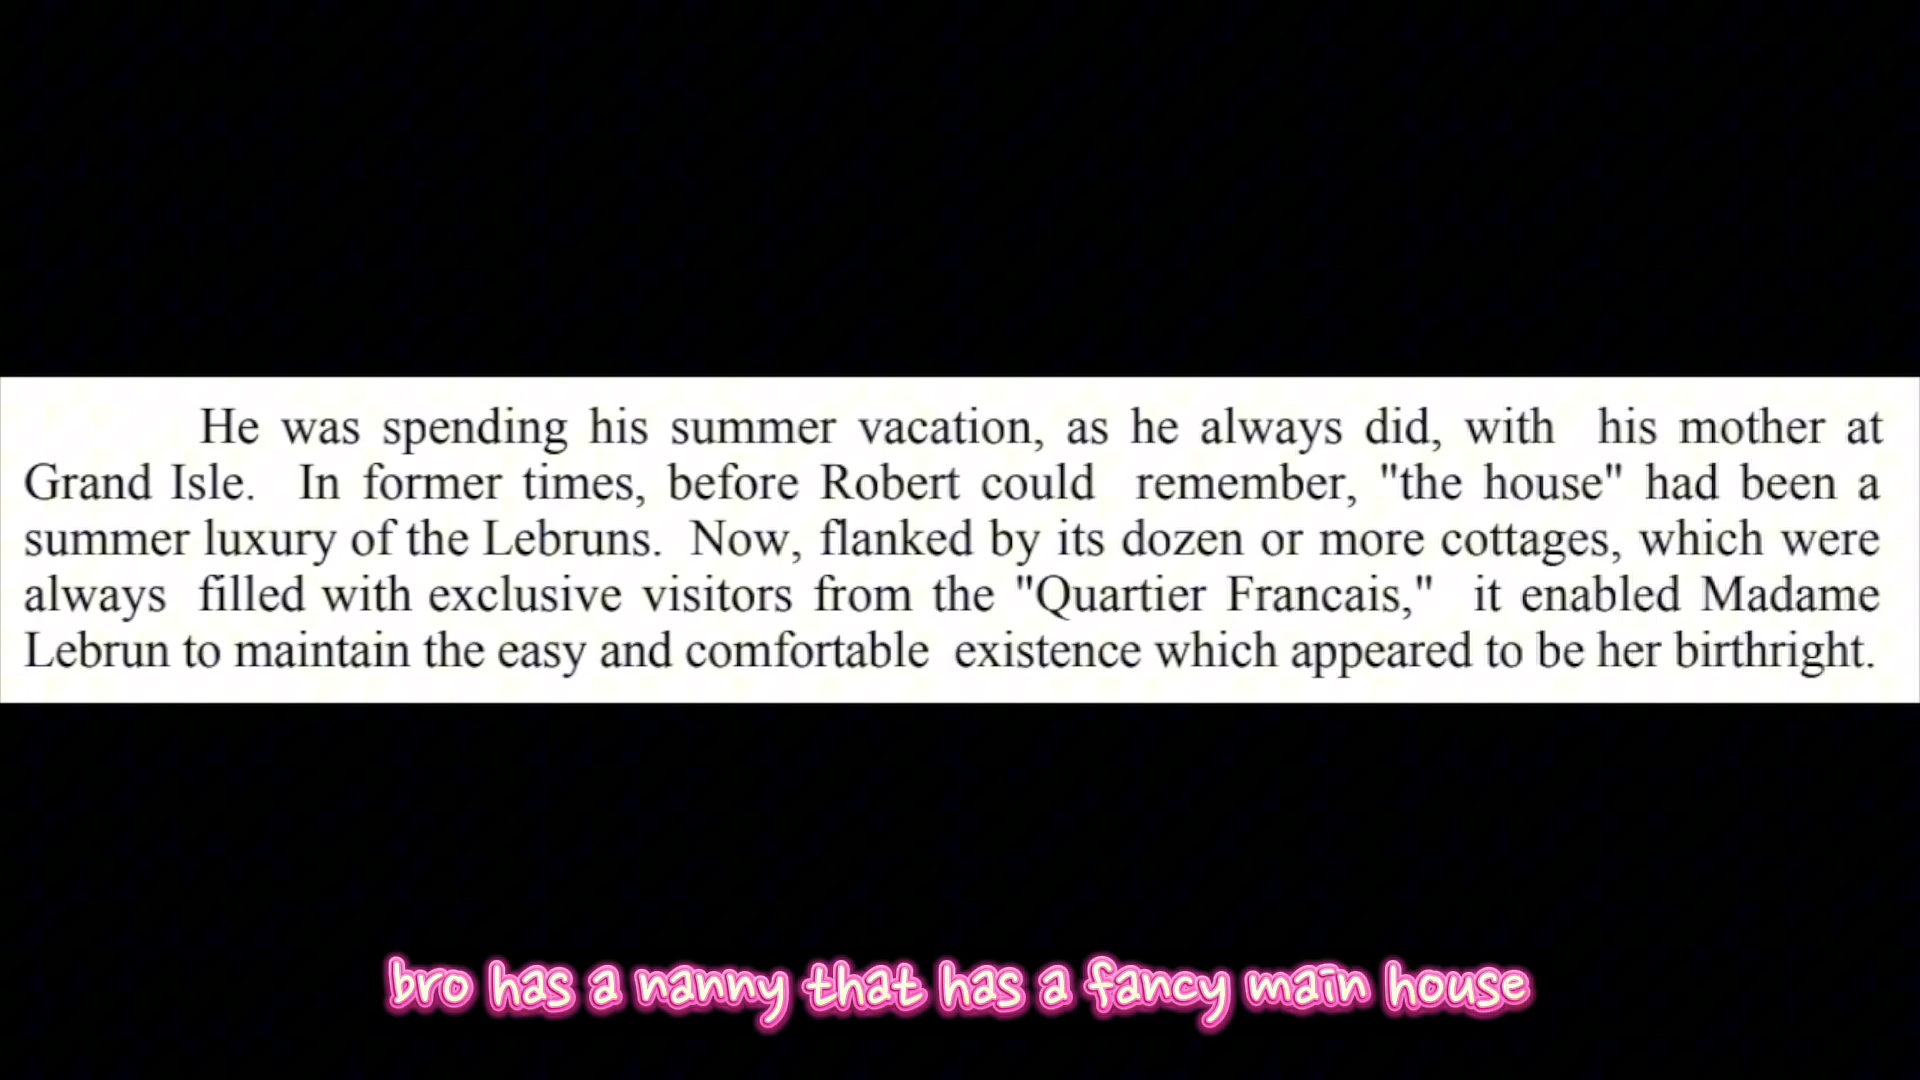 He was spending his summer vacation, as he always did, with his mother at
Grand Isle. In former times, before Robert could remember, "the house" had been a
summer luxury of the Lebruns. Now, flanked by its dozen or more cottages, which were
always filled with exclusive visitors from the "Quartier Francais," it enabled Madame
Lebrun to maintain the easy and comfortable existence which appeared to be her birthright.
bro has a nanny that has a fancy main house